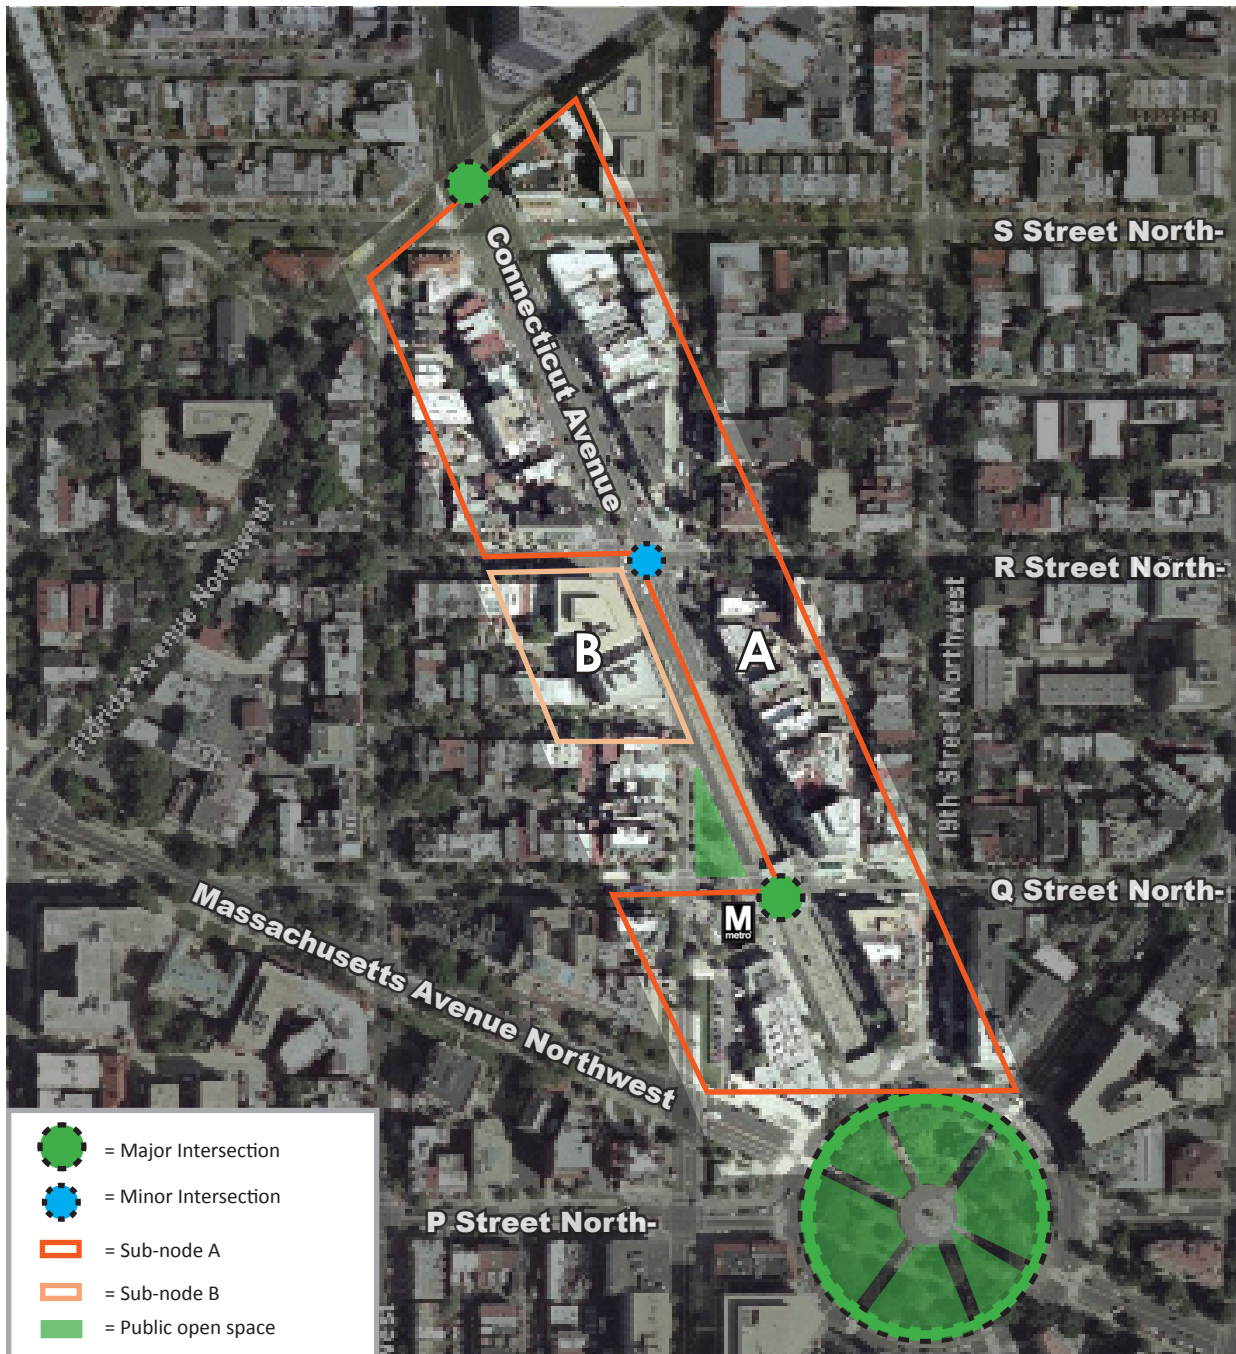 S Street North-
Connecticut Avenue
R Street North-
Florida Avenue Northwest
B
A
19th Street Northwest
Q Street North-
M
metro
Massachusetts Avenue Northwest
P Street North-
= Major Intersection
= Minor Intersection
= Sub-node A
= Sub-node B
= Public open space